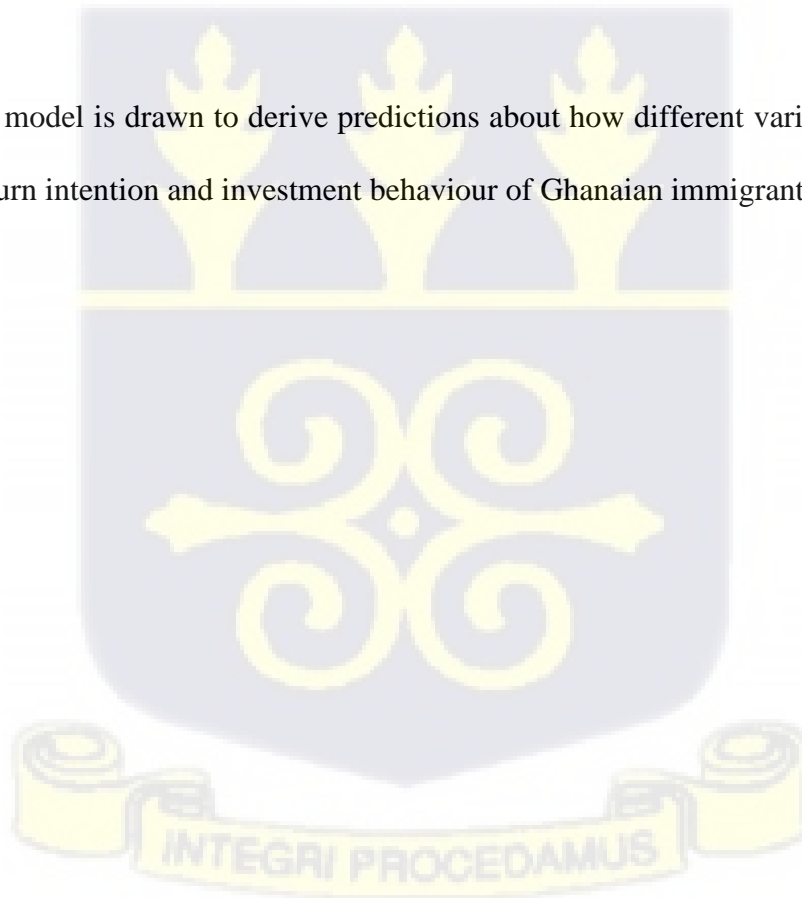 model is drawn to derive predictions about how different vari
urn intention and investment behaviour of Ghanaian immigrant
INTEGRI PROCEDAMUS